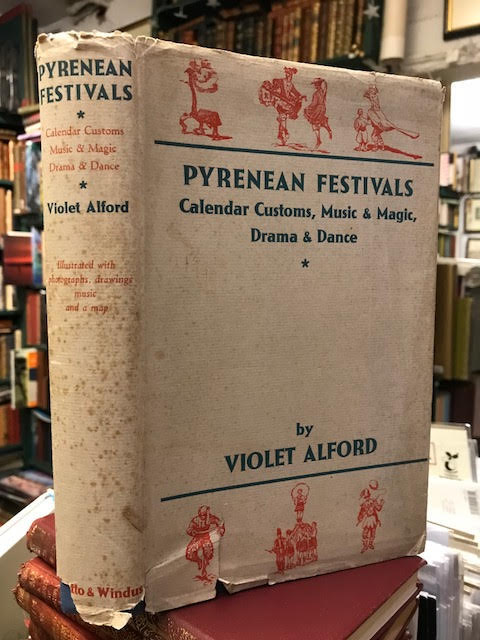 PYRENEAN
FESTIVALS
*
Calendar Customs
Music & Magic
Drama & Dance
*
Violet Alford
Illustrated with
photographs, drawings
music
and a map
tto & Windus
PYRENEAN FESTIVALS
Calendar Customs, Music & Magic,
Drama & Dance
*
by
VIOLET ALFORD